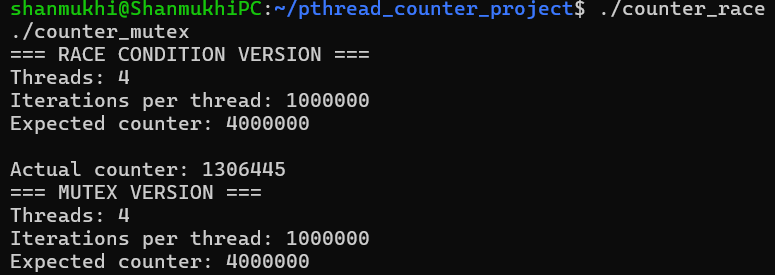 shanmukhi@ShanmukhiPC:~/pthread_counter_project$ ./counter_race
./counter_mutex
=== RACE CONDITION VERSION ===
Threads: 4
Iterations per thread: 1000000
Expected counter: 4000000

Actual counter: 1306445
=== MUTEX VERSION ===
Threads: 4
Iterations per thread: 1000000
Expected counter: 4000000